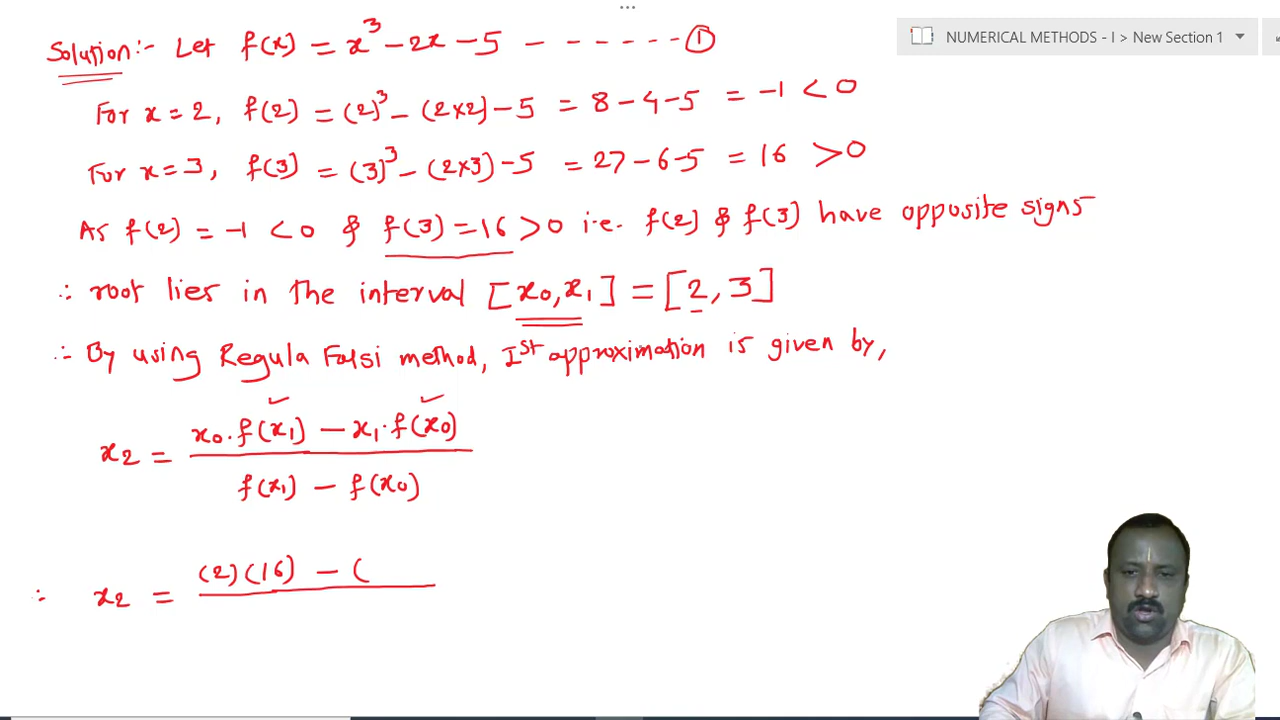 ...
NUMERICAL METHODS - I > New Section 1
Solution:- Let f(x) = x³ - 2x - 5 - - - - - - - ①
For x = 2, f(2) = (2)³ - (2×2) - 5 = 8 - 4 - 5 = -1 < 0
For x = 3, f(3) = (3)³ - (2×3) - 5 = 27 - 6 - 5 = 16 > 0
As f(2) = -1 < 0 & f(3) = 16 > 0 i.e. f(2) & f(3) have opposite signs
∴ root lies in the interval [x₀, x₁] = [2, 3]
∴ By using Regula Falsi method, Iˢᵗ approximation is given by,
x₂ = x₀·f(x₁) - x₁·f(x₀)
f(x₁) - f(x₀)
∴ x₂ = (2)(16) - (